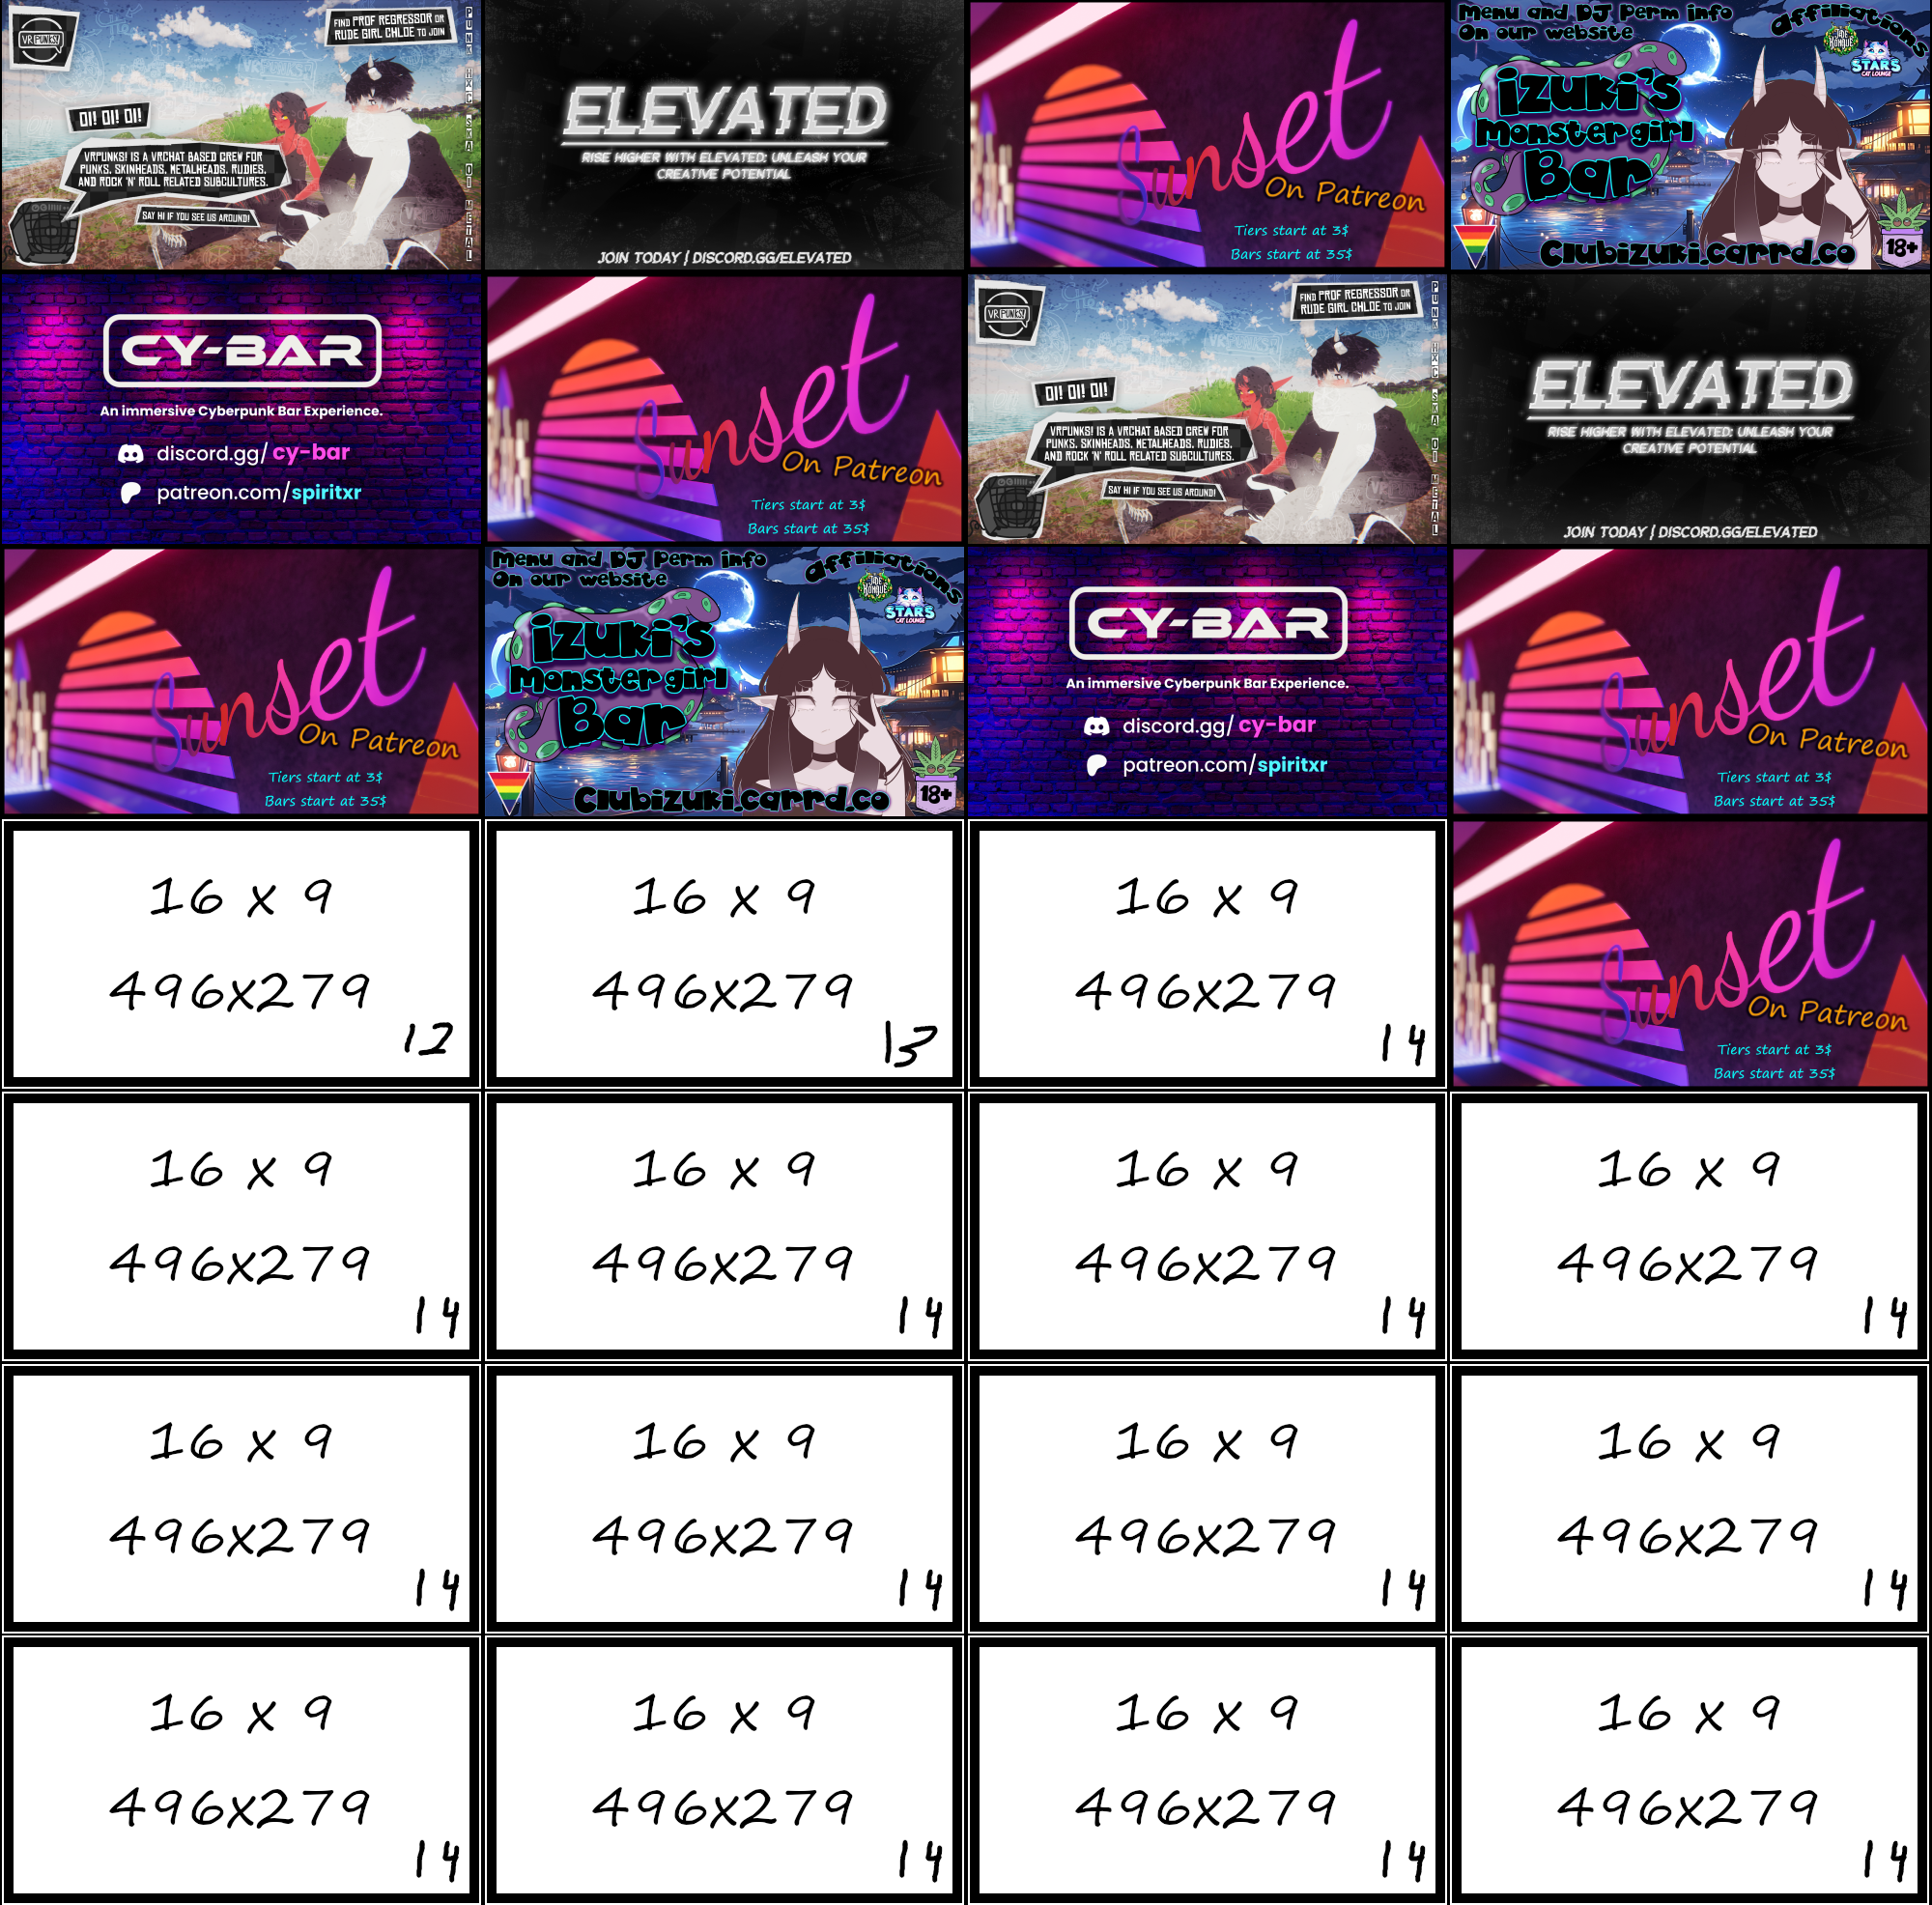 VR PUNKS!
FIND PROF REGRESSOR OR
RUDE GIRL CHLOE TO JOIN
OI! OI! OI!
VRPUNKS! IS A VRCHAT BASED CREW FOR
PUNKS, SKINHEADS, METALHEADS, RUDIES,
AND ROCK 'N' ROLL RELATED SUBCULTURES.
SAY HI IF YOU SEE US AROUND!
PUNK HXC SKA OI METAL
ELEVATED
RISE HIGHER WITH ELEVATED: UNLEASH YOUR
CREATIVE POTENTIAL
JOIN TODAY | DISCORD.GG/ELEVATED
Sunset
On Patreon
Tiers start at 3$
Bars start at 35$
Menu and DJ Perm info
On our website
Affiliations
STARS
CAT LOUNGE
izuki's
Monster girl
Bar
Clubizuki.carrd.co
18+
CY-BAR
An immersive Cyberpunk Bar Experience.
discord.gg/cy-bar
patreon.com/spiritxr
Sunset
On Patreon
Tiers start at 3$
Bars start at 35$
VR PUNKS!
FIND PROF REGRESSOR OR
RUDE GIRL CHLOE TO JOIN
OI! OI! OI!
VRPUNKS! IS A VRCHAT BASED CREW FOR
PUNKS, SKINHEADS, METALHEADS, RUDIES,
AND ROCK 'N' ROLL RELATED SUBCULTURES.
SAY HI IF YOU SEE US AROUND!
PUNK HXC SKA OI METAL
ELEVATED
RISE HIGHER WITH ELEVATED: UNLEASH YOUR
CREATIVE POTENTIAL
JOIN TODAY | DISCORD.GG/ELEVATED
Sunset
On Patreon
Tiers start at 3$
Bars start at 35$
Menu and DJ Perm info
On our website
Affiliations
STARS
CAT LOUNGE
izuki's
Monster girl
Bar
Clubizuki.carrd.co
18+
CY-BAR
An immersive Cyberpunk Bar Experience.
discord.gg/cy-bar
patreon.com/spiritxr
Sunset
On Patreon
Tiers start at 3$
Bars start at 35$
16 x 9
496x279
12
16 x 9
496x279
13
16 x 9
496x279
14
Sunset
On Patreon
Tiers start at 3$
Bars start at 35$
16 x 9
496x279
14
16 x 9
496x279
14
16 x 9
496x279
14
16 x 9
496x279
14
16 x 9
496x279
14
16 x 9
496x279
14
16 x 9
496x279
14
16 x 9
496x279
14
16 x 9
496x279
14
16 x 9
496x279
14
16 x 9
496x279
14
16 x 9
496x279
14